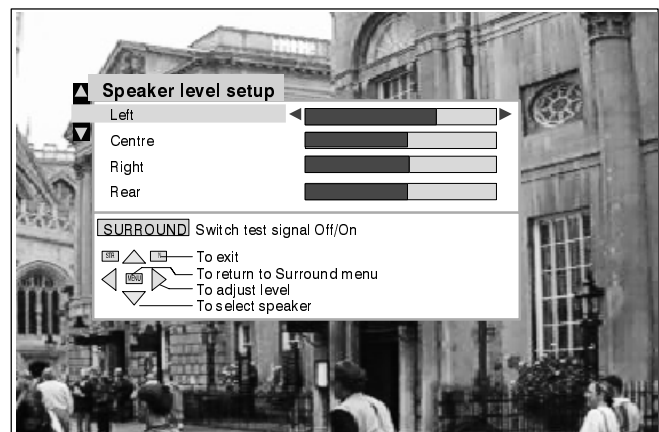 Speaker level setup
Left
Centre
Right
Rear
SURROUND Switch test signal Off/On
STR
N
To exit
MENU
To return to Surround menu
To adjust level
To select speaker